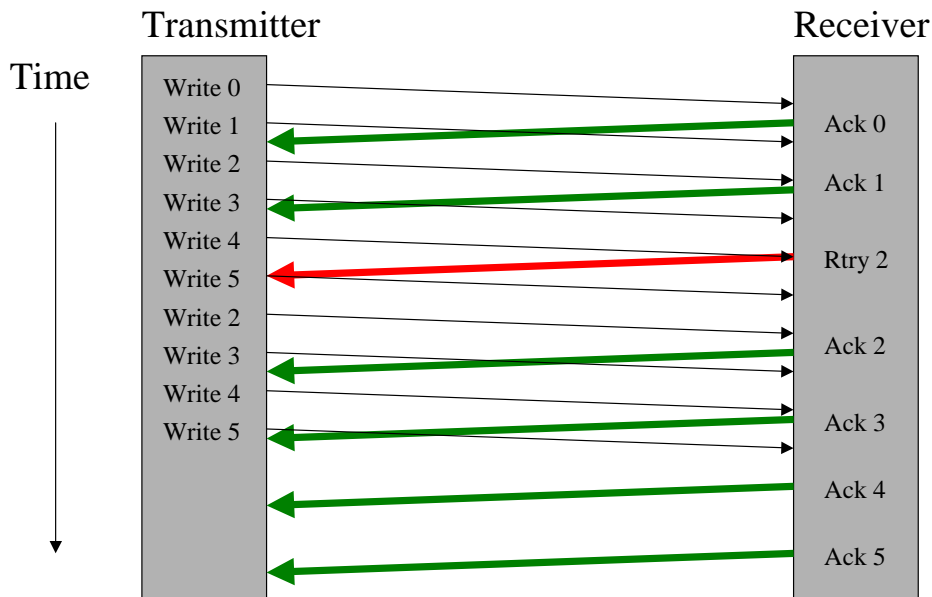 Transmitter
Receiver
Time
Write 0
Write 1
Write 2
Write 3
Write 4
Write 5
Write 2
Write 3
Write 4
Write 5
Ack 0
Ack 1
Rtry 2
Ack 2
Ack 3
Ack 4
Ack 5